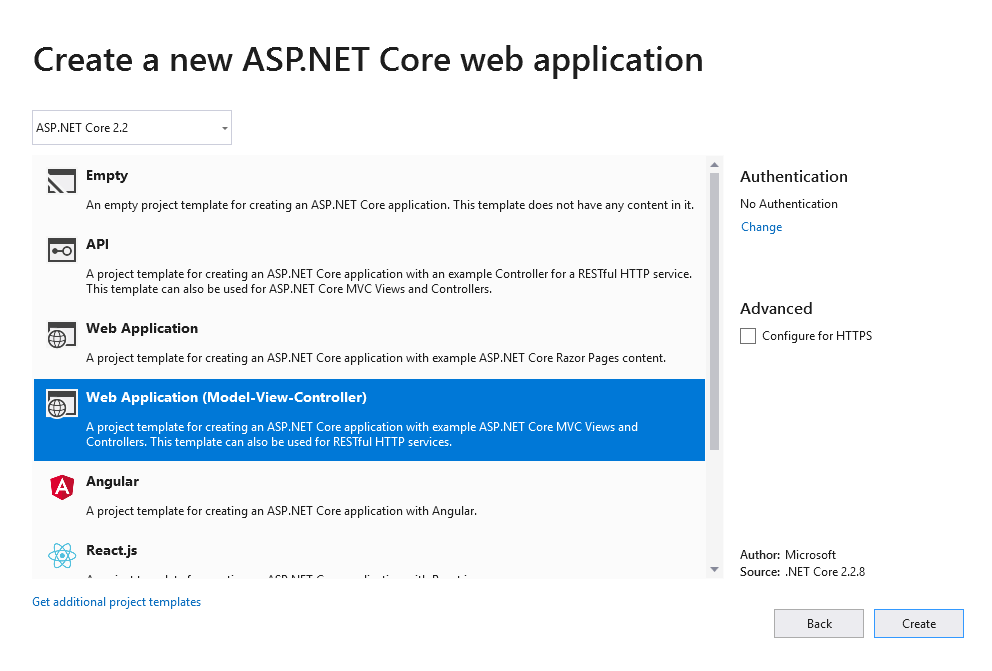 Create a new ASP.NET Core web application
ASP.NET Core 2.2
Empty
An empty project template for creating an ASP.NET Core application. This template does not have any content in it.
API
A project template for creating an ASP.NET Core application with an example Controller for a RESTful HTTP service.
This template can also be used for ASP.NET Core MVC Views and Controllers.
Web Application
A project template for creating an ASP.NET Core application with example ASP.NET Core Razor Pages content.
Web Application (Model-View-Controller)
A project template for creating an ASP.NET Core application with example ASP.NET Core MVC Views and
Controllers. This template can also be used for RESTful HTTP services.
Angular
A project template for creating an ASP.NET Core application with Angular.
React.js
Get additional project templates
Authentication
No Authentication
Change
Advanced
Configure for HTTPS
Author: Microsoft
Source: .NET Core 2.2.8
Back
Create